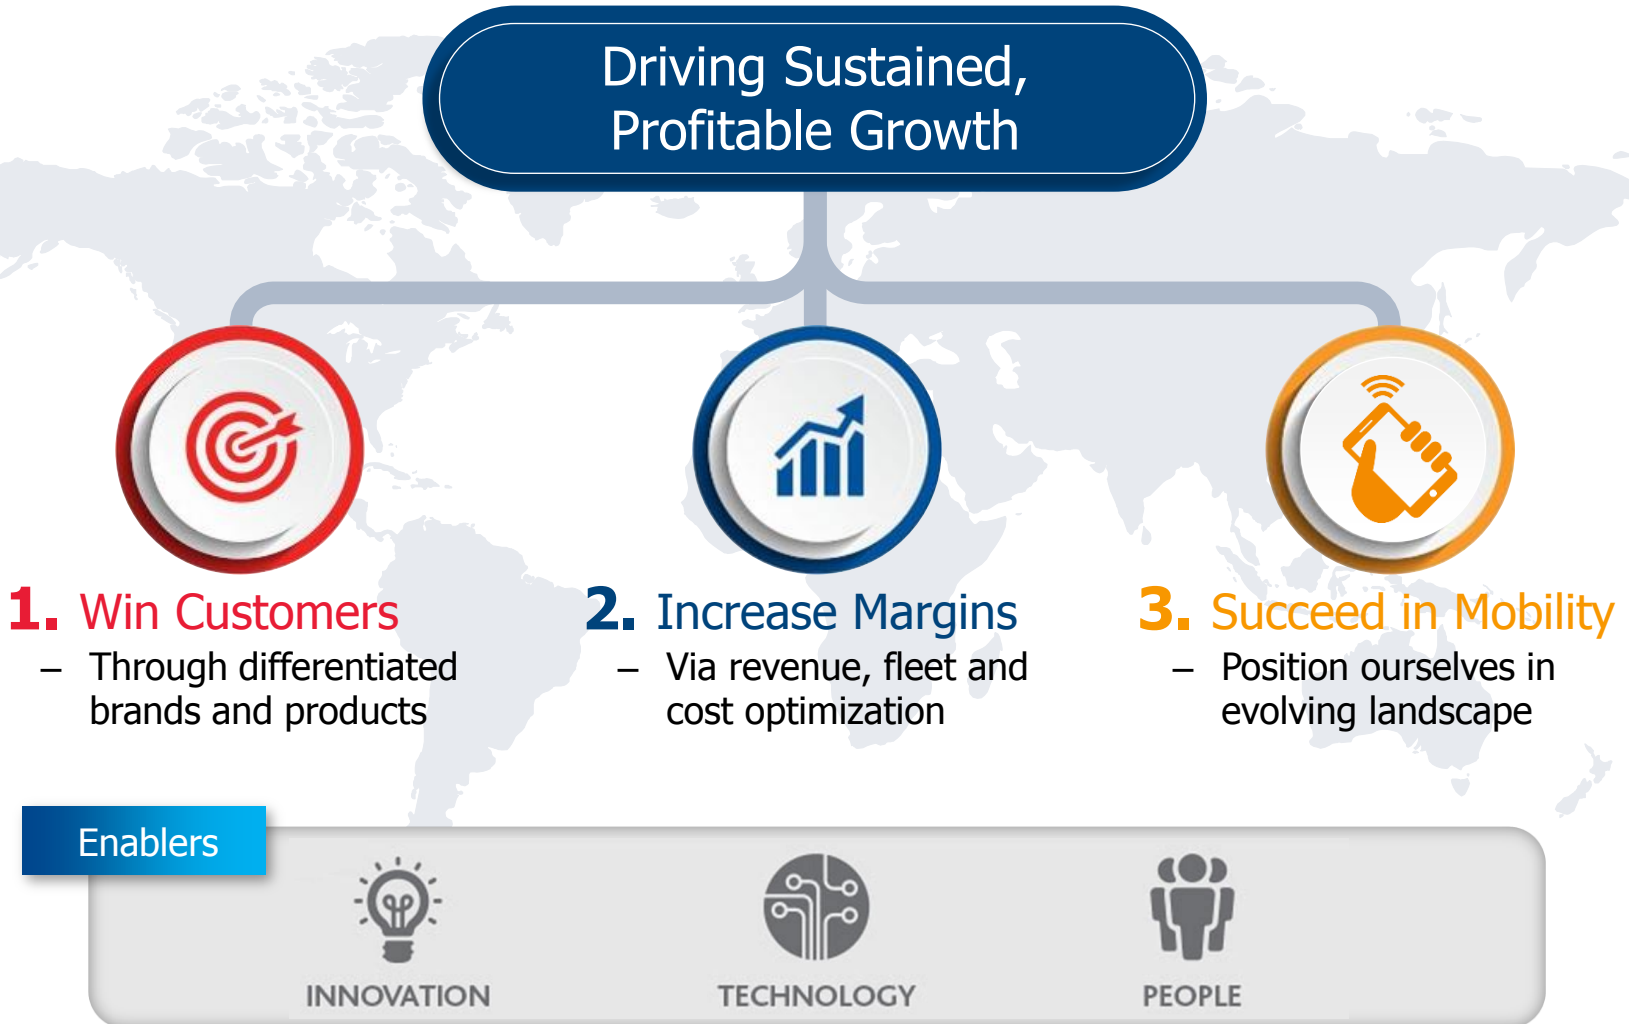 Driving Sustained,
Profitable Growth
1. Win Customers
– Through differentiated
brands and products
2. Increase Margins
– Via revenue, fleet and
cost optimization
3. Succeed in Mobility
– Position ourselves in
evolving landscape
Enablers
INNOVATION
TECHNOLOGY
PEOPLE